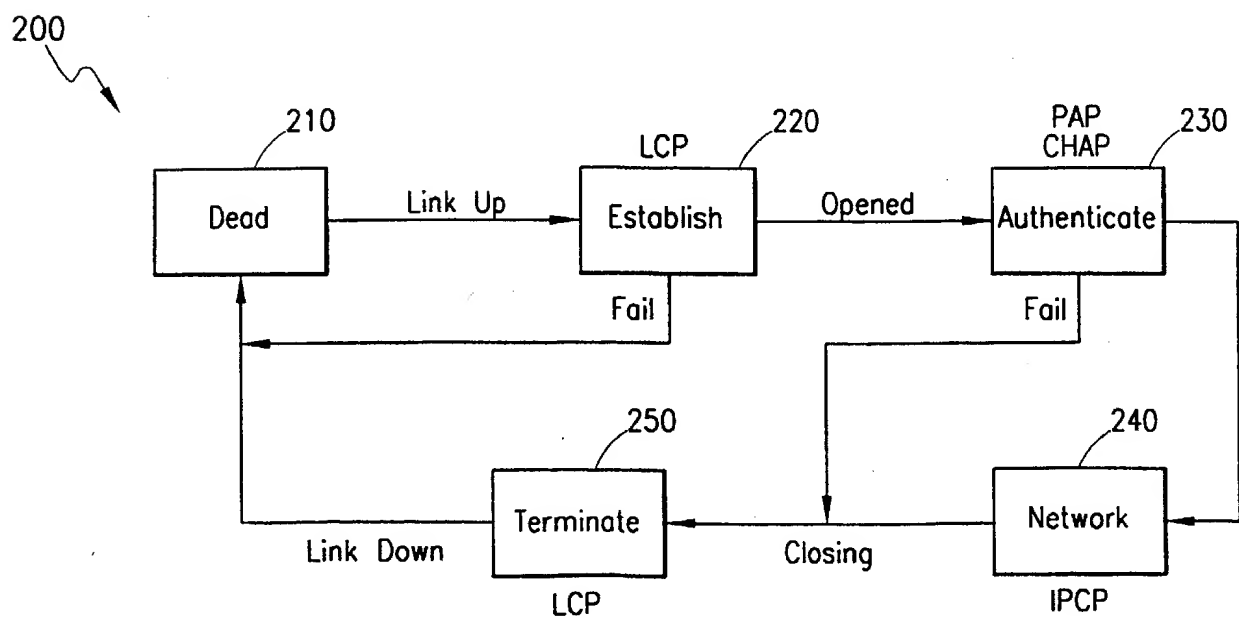 200
210
LCP
220
PAP
CHAP
230
Dead
Link Up
Establish
Opened
Authenticate
Fail
Fail
250
240
Terminate
Network
Link Down
Closing
LCP
IPCP